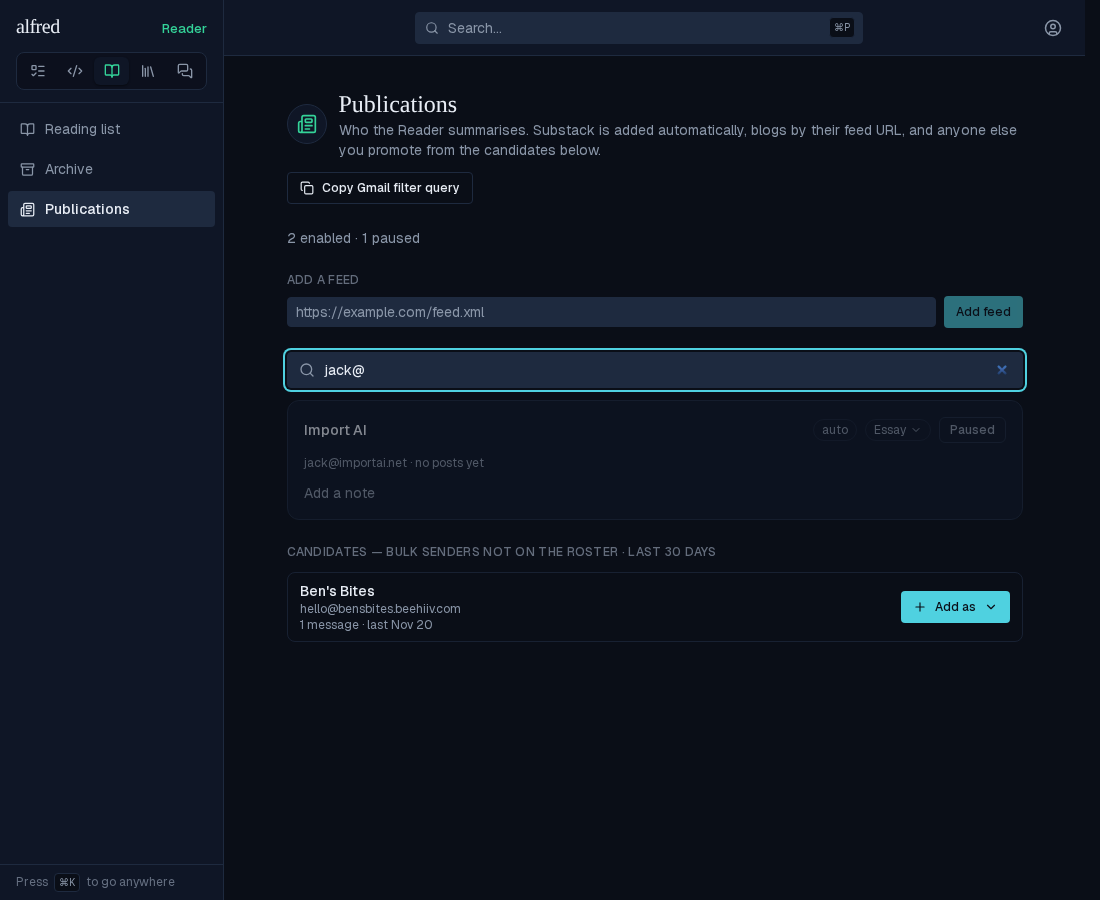 alfred
Reader
Search...
⌘P
Reading list
Archive
Publications
Publications
Who the Reader summarises. Substack is added automatically, blogs by their feed URL, and anyone else
you promote from the candidates below.
Copy Gmail filter query
2 enabled · 1 paused
ADD A FEED
https://example.com/feed.xml
Add feed
jack@
Import AI
auto
Essay
Paused
jack@importai.net · no posts yet
Add a note
CANDIDATES — BULK SENDERS NOT ON THE ROSTER · LAST 30 DAYS
Ben's Bites
hello@bensbites.beehiiv.com
1 message · last Nov 20
Add as
Press ⌘K to go anywhere